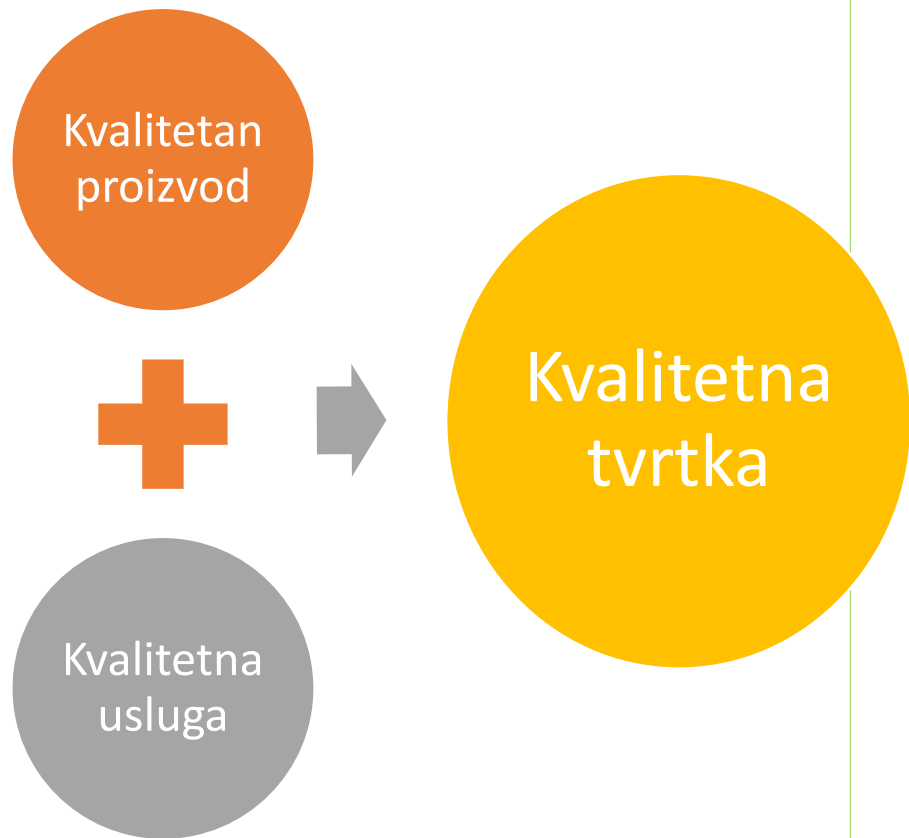 Kvalitetan
proizvod
Kvalitetna
usluga
Kvalitetna
tvrtka